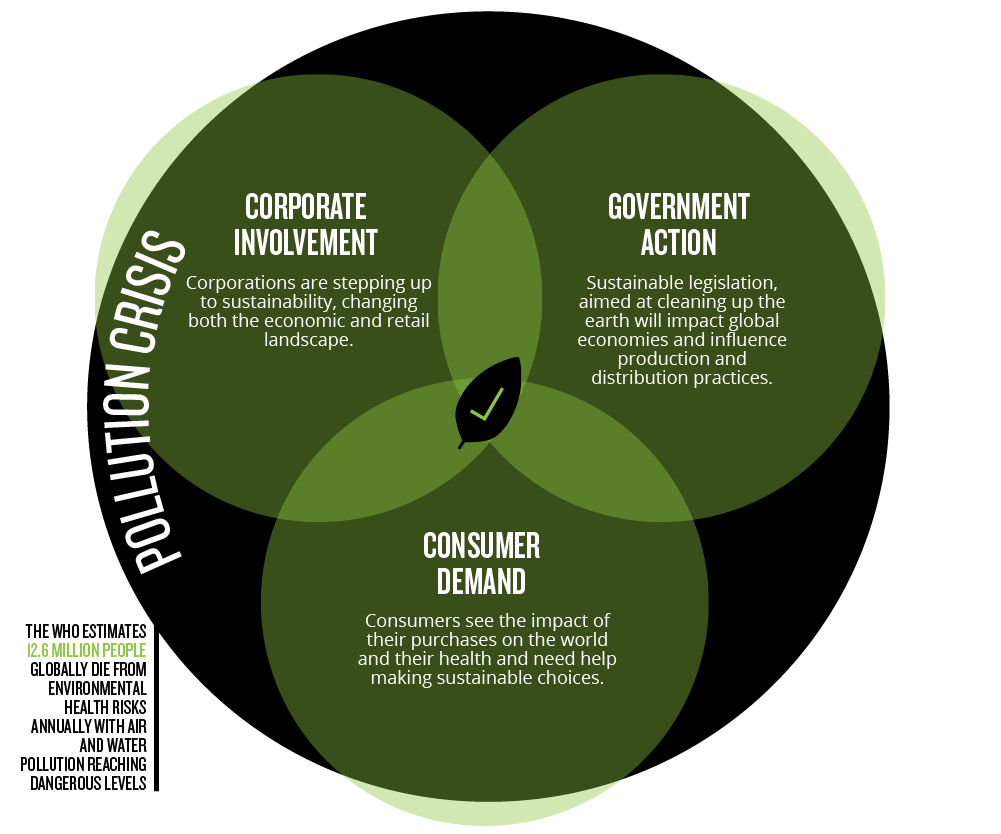 CORPORATE
INVOLVEMENT
Corporations are stepping up
to sustainability, changing
both the economic and retail
landscape.
GOVERNMENT
ACTION
Sustainable legislation,
aimed at cleaning up the
earth will impact global
economies and influence
production and
distribution practices.
POLLUTION CRISIS
CONSUMER
DEMAND
Consumers see the impact of
their purchases on the world
and their health and need help
making sustainable choices.
THE WHO ESTIMATES
12.6 MILLION PEOPLE
GLOBALLY DIE FROM
ENVIRONMENTAL
HEALTH RISKS
ANNUALLY WITH AIR
AND WATER
POLLUTION REACHING
DANGEROUS LEVELS